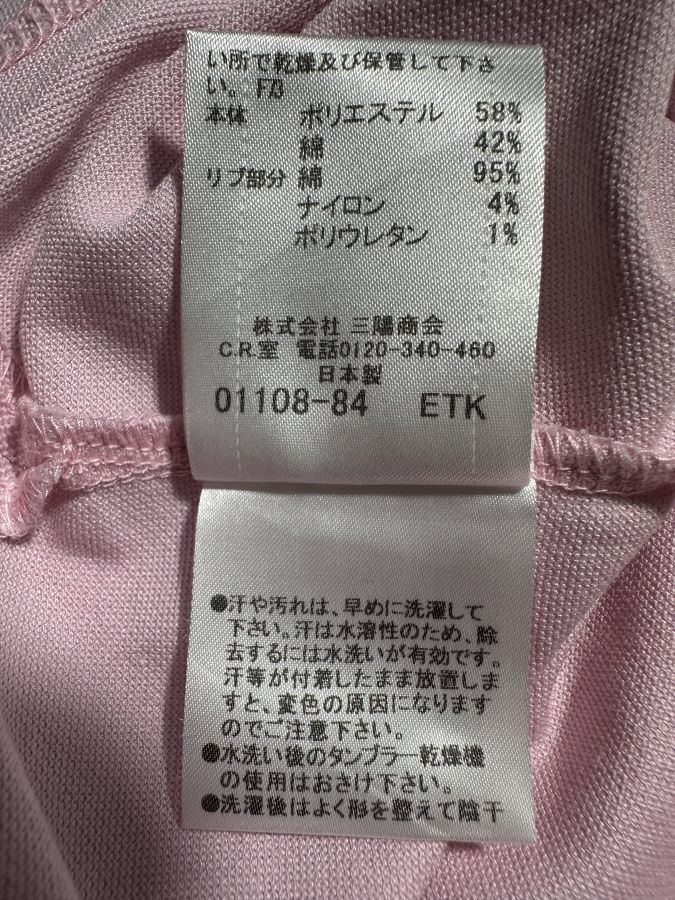 い所で乾燥及び保管して下さ
い。 F力
本体 ポリエステル 58%
綿 42%
リブ部分 綿 95%
ナイロン 4%
ポリウレタン 1%
株式会社 三陽商会
C.R.室 電話0120-340-460
日本製
01108-84 ETK
●汗や汚れは、早めに洗濯して
下さい。汗は水溶性のため、除
去するには水洗いが有効です。
汗等が付着したまま放置しま
すと、変色の原因になります
のでご注意下さい。
●水洗い後のタンブラー乾燥機
の使用はおさけ下さい。
●洗濯後はよく形を整えて陰干